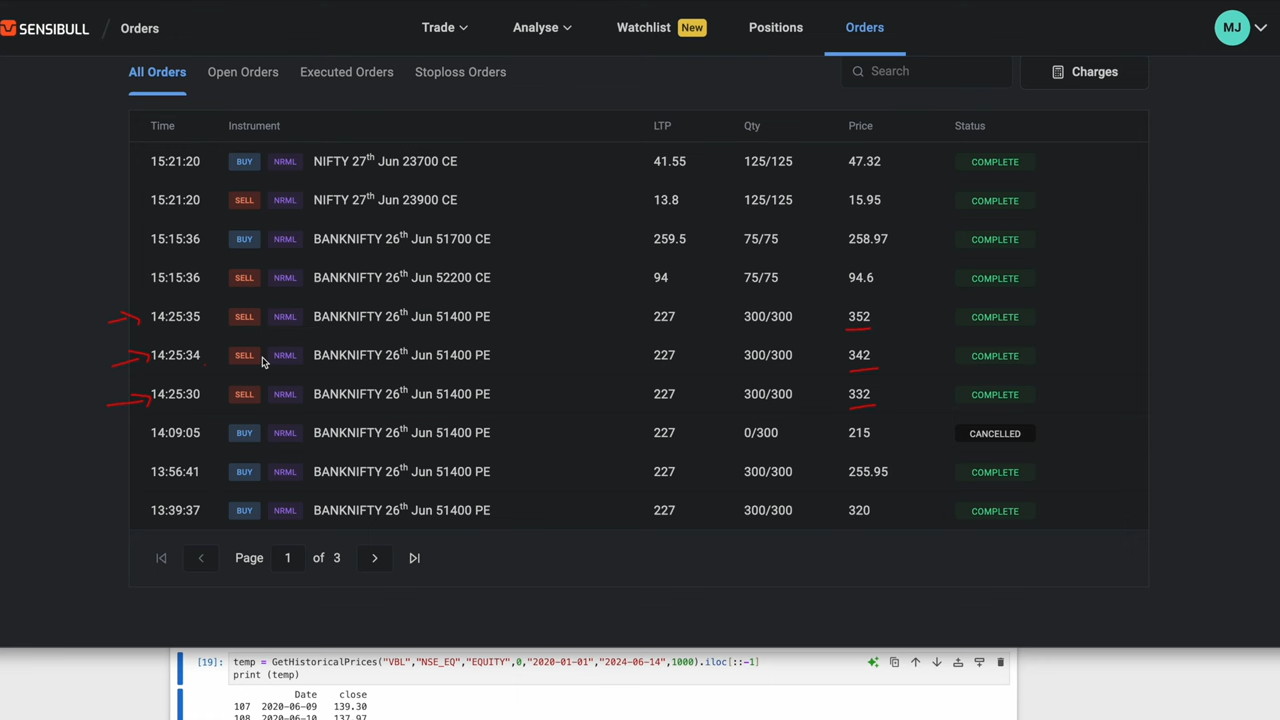 SENSIBULL / Orders Trade Analyse Watchlist New Positions Orders MJ
All Orders Open Orders Executed Orders Stoploss Orders Search Charges
Time Instrument LTP Qty Price Status
15:21:20 BUY NRML NIFTY 27th Jun 23700 CE 41.55 125/125 47.32 COMPLETE
15:21:20 SELL NRML NIFTY 27th Jun 23900 CE 13.8 125/125 15.95 COMPLETE
15:15:36 BUY NRML BANKNIFTY 26th Jun 51700 CE 259.5 75/75 258.97 COMPLETE
15:15:36 SELL NRML BANKNIFTY 26th Jun 52200 CE 94 75/75 94.6 COMPLETE
14:25:35 SELL NRML BANKNIFTY 26th Jun 51400 PE 227 300/300 352 COMPLETE
14:25:34 SELL NRML BANKNIFTY 26th Jun 51400 PE 227 300/300 342 COMPLETE
14:25:30 SELL NRML BANKNIFTY 26th Jun 51400 PE 227 300/300 332 COMPLETE
14:09:05 BUY NRML BANKNIFTY 26th Jun 51400 PE 227 0/300 215 CANCELLED
13:56:41 BUY NRML BANKNIFTY 26th Jun 51400 PE 227 300/300 255.95 COMPLETE
13:39:37 BUY NRML BANKNIFTY 26th Jun 51400 PE 227 300/300 320 COMPLETE
Page 1 of 3
[19]: temp = GetHistoricalPrices("VBL","NSE_EQ","EQUITY",0,"2020-01-01","2024-06-14",1000).iloc[::-1]
print (temp)
Date close
107 2020-06-09 139.30
108 2020-06-10 137.97